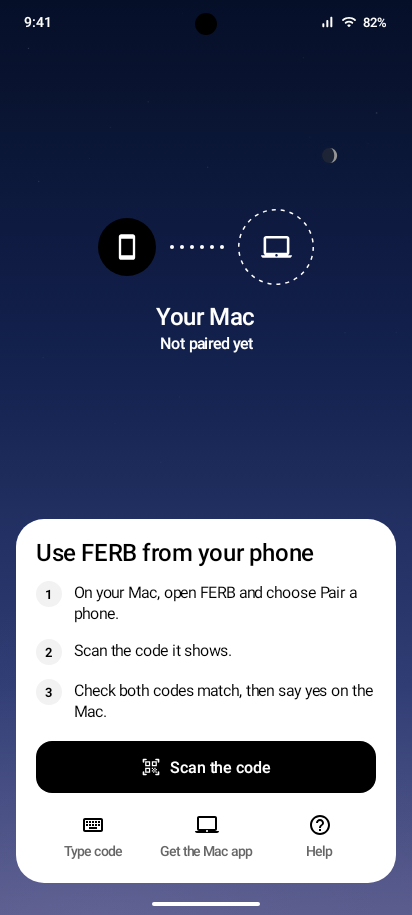 9:41
82%
Your Mac
Not paired yet
Use FERB from your phone
1 On your Mac, open FERB and choose Pair a
phone.
2 Scan the code it shows.
3 Check both codes match, then say yes on the
Mac.
Scan the code
Type code
Get the Mac app
Help